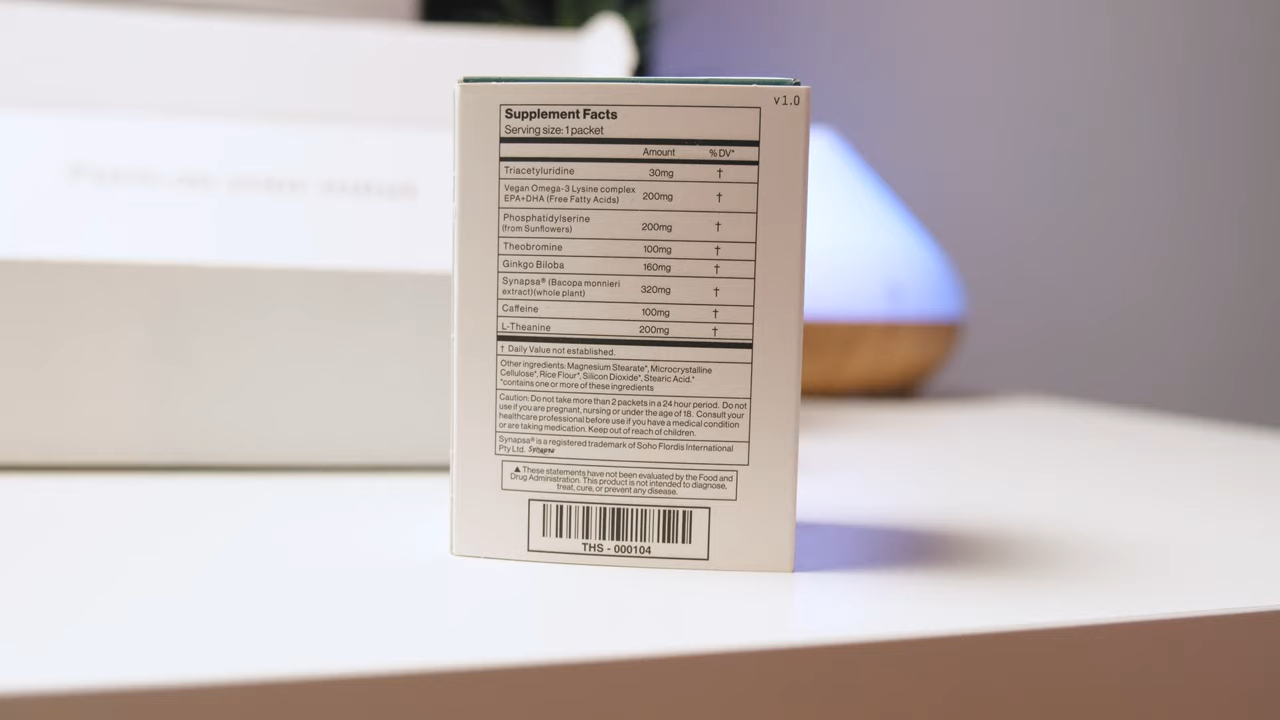 v1.0
Supplement Facts
Serving size: 1 packet
Amount %DV*
Triacetyluridine 30mg †
Vegan Omega-3 Lysine complex
EPA+DHA (Free Fatty Acids) 200mg †
Phosphatidylserine
(from Sunflowers) 200mg †
Theobromine 100mg †
Ginkgo Biloba 160mg †
Synapsa® (Bacopa monnieri
extract)(whole plant) 320mg †
Caffeine 100mg †
L-Theanine 200mg †
† Daily Value not established.
Other ingredients: Magnesium Stearate*, Microcrystalline
Cellulose*, Rice Flour*, Silicon Dioxide*, Stearic Acid.*
*contains one or more of these ingredients
Caution: Do not take more than 2 packets in a 24 hour period. Do not
use if you are pregnant, nursing or under the age of 18. Consult your
healthcare professional before use if you have a medical condition
or are taking medication. Keep out of reach of children.
Synapsa® is a registered trademark of Soho Flordis International
Pty Ltd. Synapsa
▲ These statements have not been evaluated by the Food and
Drug Administration. This product is not intended to diagnose,
treat, cure, or prevent any disease.
THS - 000104